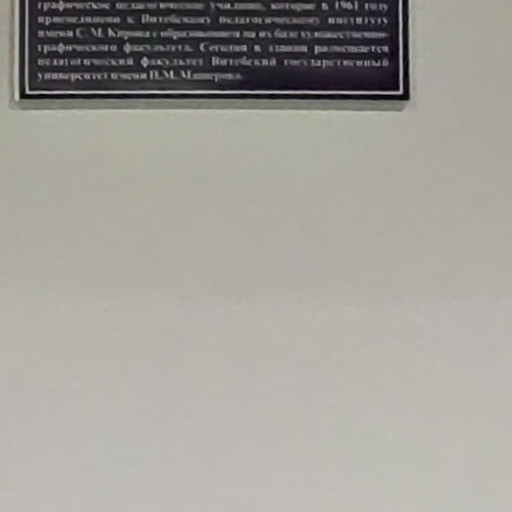 графическое педагогическое училище, которое в 1961 году
присоединено к Витебскому педагогическому институту
имени С. М. Кирова с образованием на их базе художественно-
графического факультета. Сегодня в здании размещается
педагогический факультет Витебский государственный
университет имени П.М. Машерова.